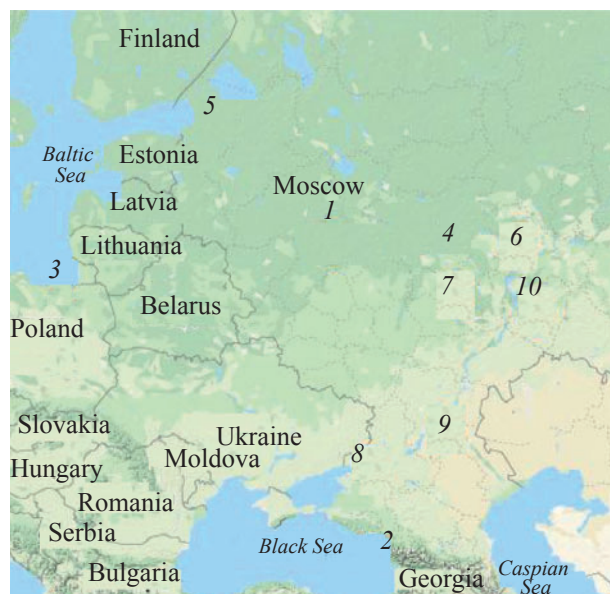 Finland
5
Baltic
Sea
Estonia
Moscow
1
Latvia
4
6
Lithuania
3
7
10
Belarus
Poland
Slovakia
Ukraine
9
8
Moldova
Hungary
Romania
Serbia
Black Sea
2
Bulgaria
Georgia
Caspian
Sea